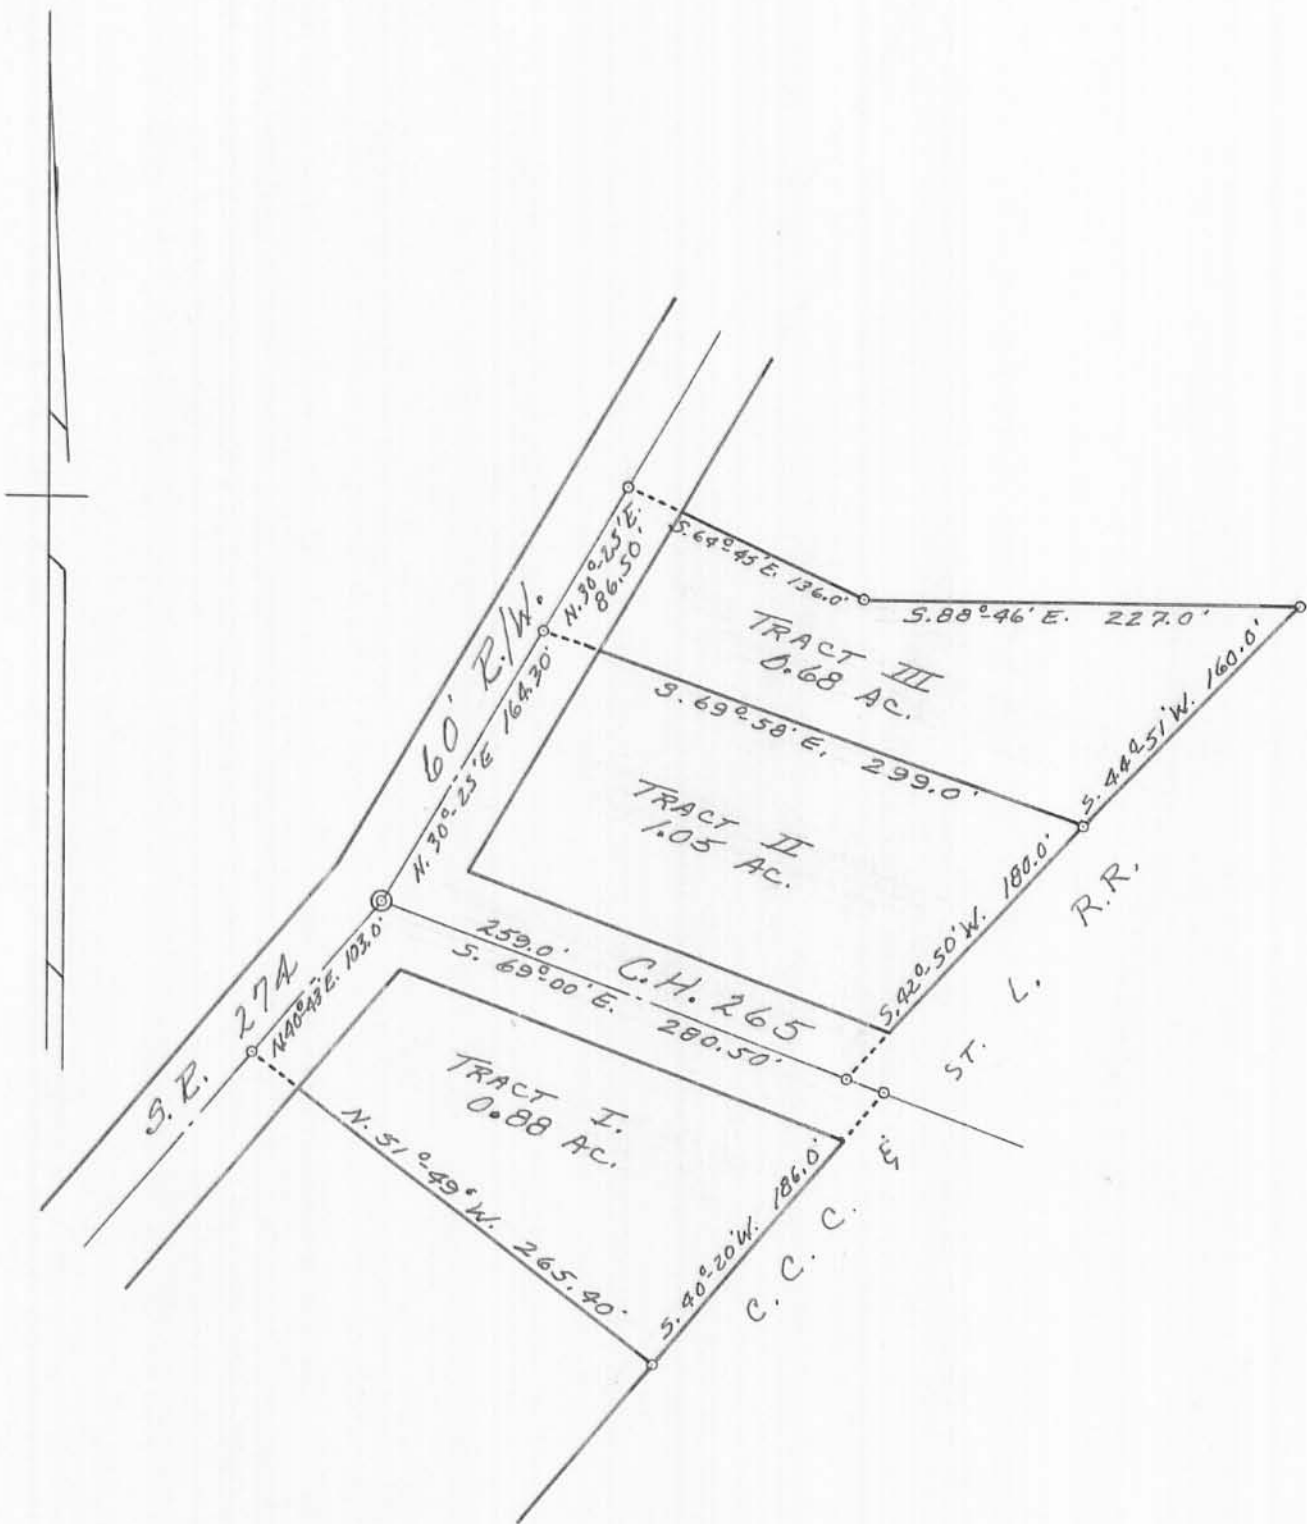 S. R. 274
60' R/W.
N. 30°-25' E.
86.50'
S. 64°-45' E. 136.0'
S. 88°-46' E. 227.0'
TRACT III
0.68 AC.
S. 44°-51' W. 160.0'
N. 30°-25' E 164.30'
S. 69°-58' E. 299.0'
TRACT II
1.05 AC.
S. 42°-50' W. 180.0'
N. 40°-43' E. 103.0'
259.0'
S. 69°-00' E. 280.50'
C.H. 265
TRACT I.
0.88 AC.
N. 51°-49' W. 265.40'
S. 40°-20' W. 186.0'
C. C. C. & ST. L. R.R.